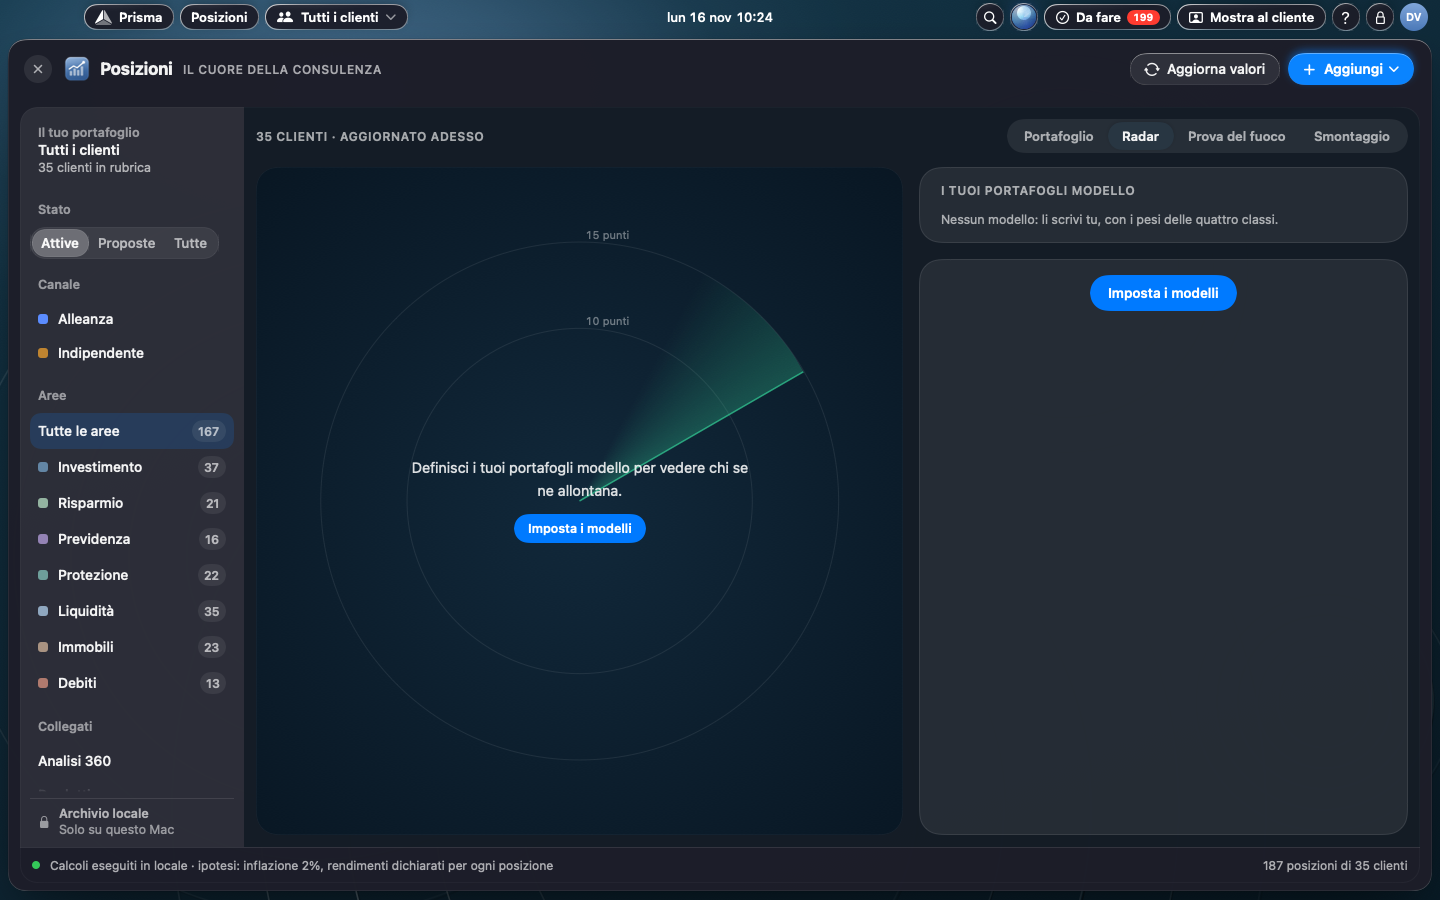 Prisma
Posizioni
Tutti i clienti
lun 16 nov 10:24
Da fare 199
Mostra al cliente
?
DV
Posizioni IL CUORE DELLA CONSULENZA
Aggiorna valori
+ Aggiungi
Il tuo portafoglio
Tutti i clienti
35 clienti in rubrica
Stato
Attive Proposte Tutte
Canale
Alleanza
Indipendente
Aree
Tutte le aree 167
Investimento 37
Risparmio 21
Previdenza 16
Protezione 22
Liquidità 35
Immobili 23
Debiti 13
Collegati
Analisi 360
Archivio locale
Solo su questo Mac
35 CLIENTI · AGGIORNATO ADESSO
Portafoglio Radar Prova del fuoco Smontaggio
15 punti
10 punti
Definisci i tuoi portafogli modello per vedere chi se
ne allontana.
Imposta i modelli
I TUOI PORTAFOGLI MODELLO
Nessun modello: li scrivi tu, con i pesi delle quattro classi.
Imposta i modelli
Calcoli eseguiti in locale · ipotesi: inflazione 2%, rendimenti dichiarati per ogni posizione
187 posizioni di 35 clienti